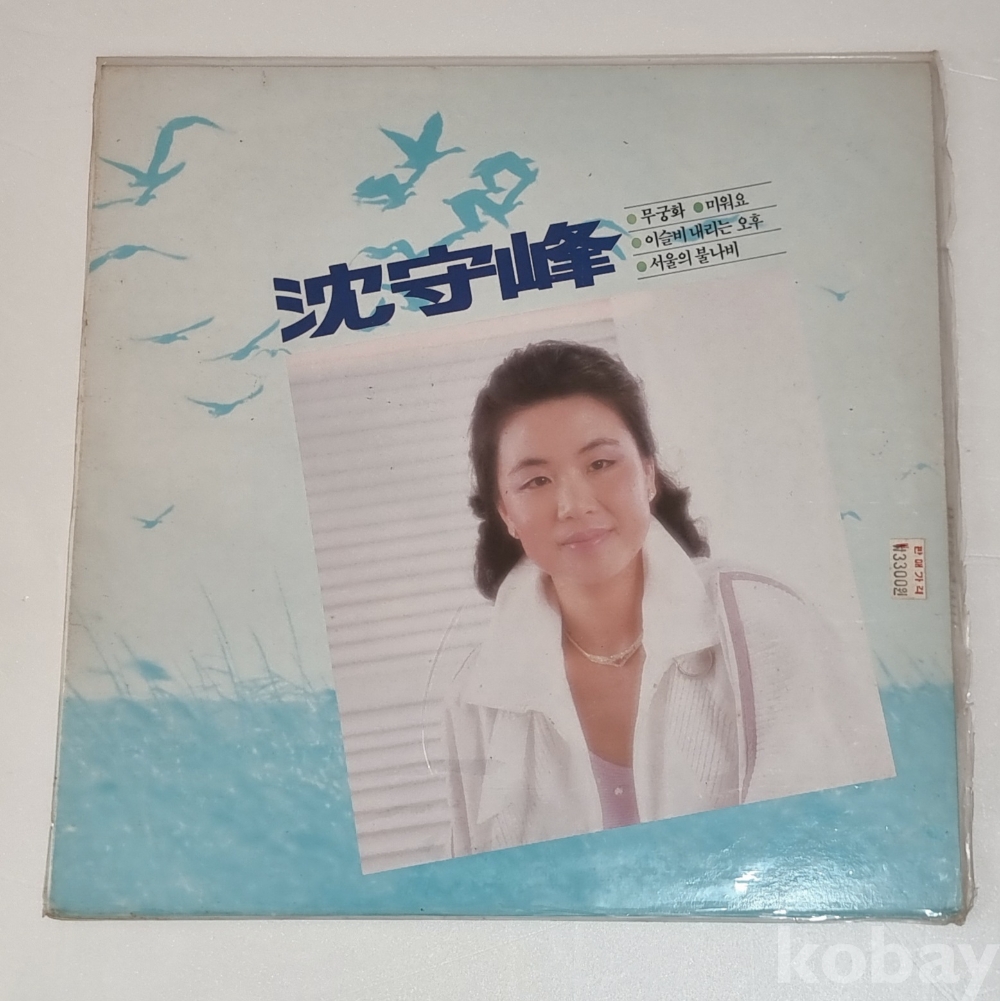 沈守峰
●무궁화 ●미워요
●이슬비 내리는 오후
●서울의 불나비
판매가격
₩3300원
kobay